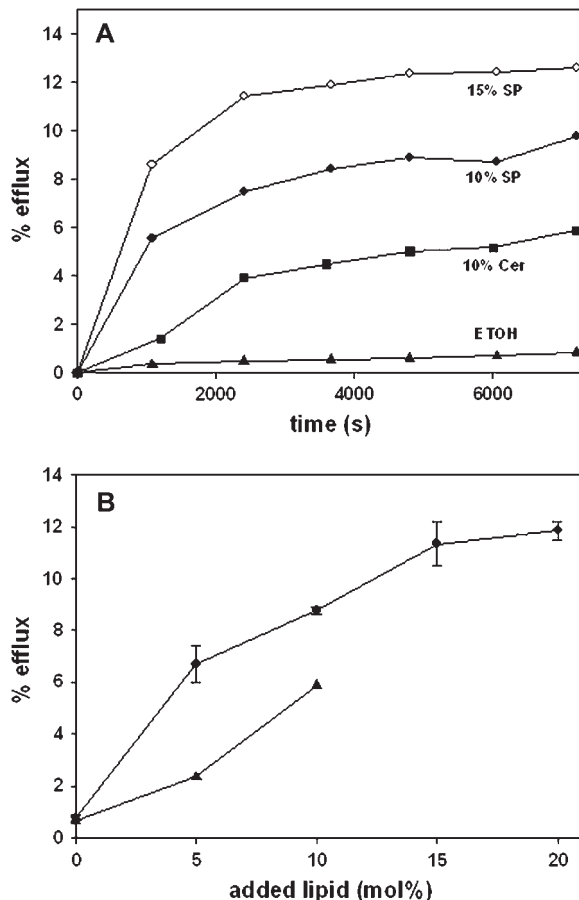 A
14
12
10
8
6
4
2
0
% efflux
15% SP
10% SP
10% Cer
ETOH
0 2000 4000 6000
time (s)
B
14
12
10
8
6
4
2
0
% efflux
0 5 10 15 20
added lipid (mol%)